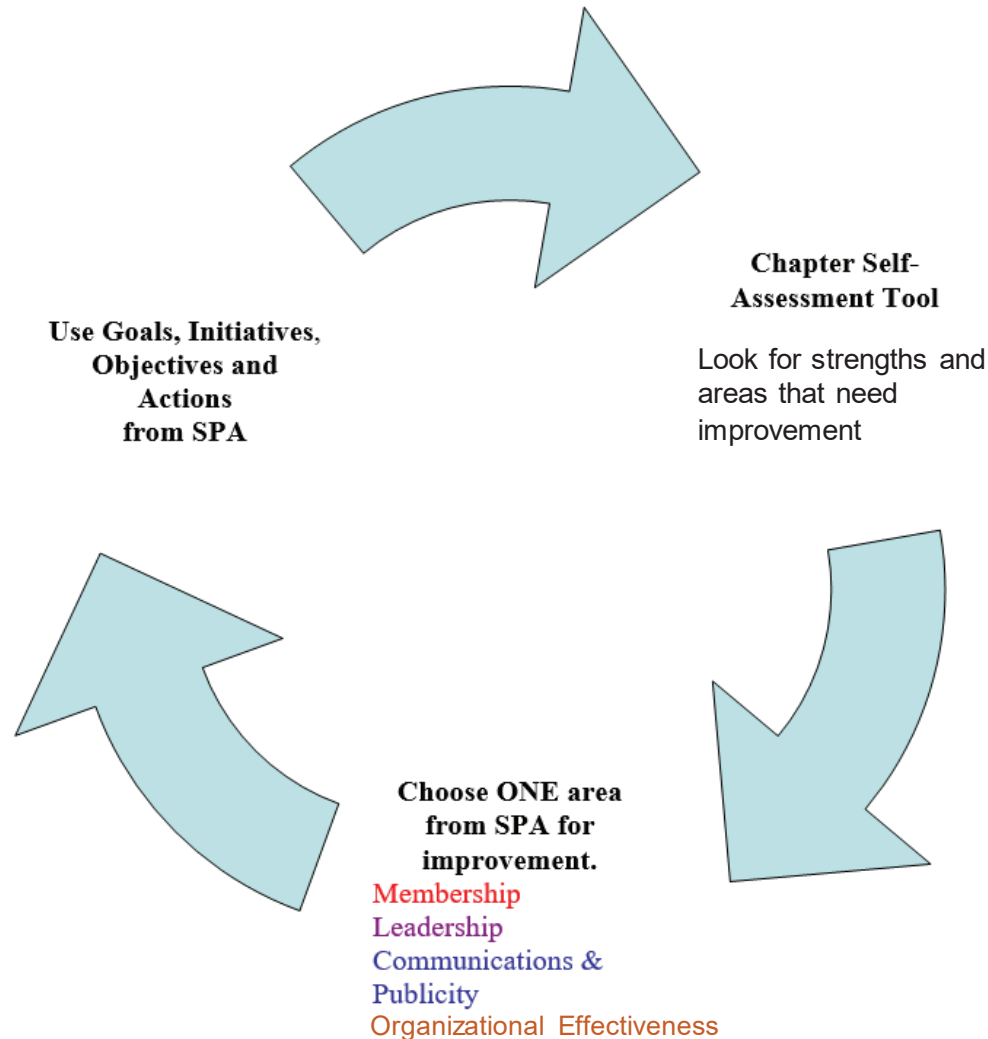 Chapter Self-
Assessment Tool
Look for strengths and
areas that need
improvement
Use Goals, Initiatives,
Objectives and
Actions
from SPA
Choose ONE area
from SPA for
improvement.
Membership
Leadership
Communications &
Publicity
Organizational Effectiveness